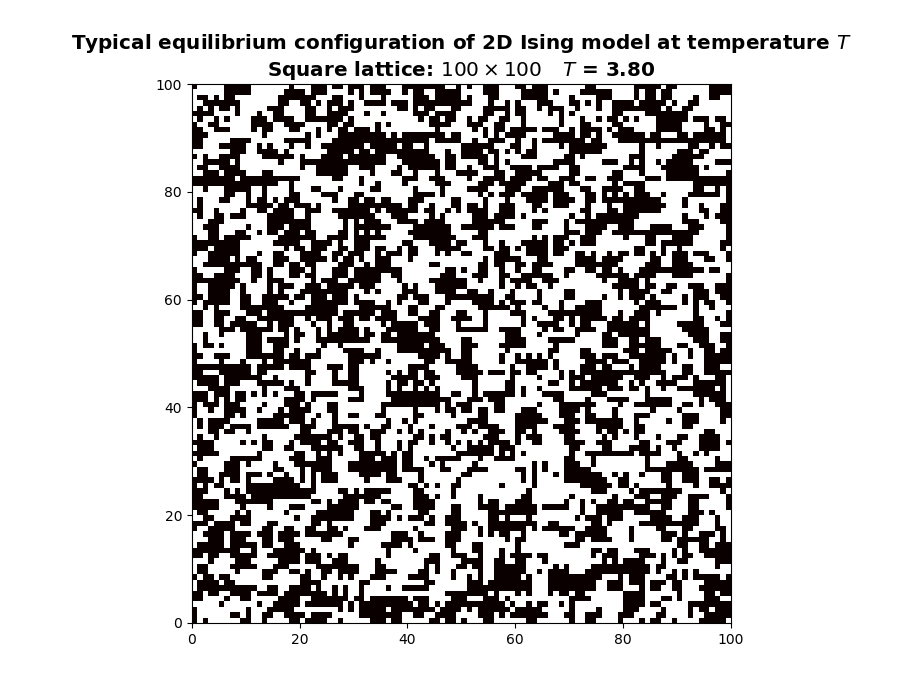 Typical equilibrium configuration of 2D Ising model at temperature T
Square lattice: 100 × 100 T = 3.80
100
80
60
40
20
0
0 20 40 60 80 100